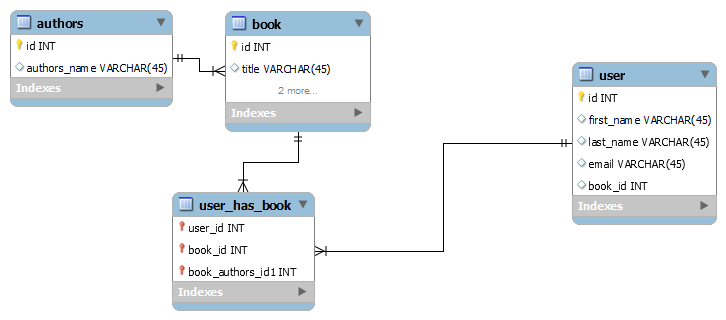 authors
id INT
authors_name VARCHAR(45)
Indexes
book
id INT
title VARCHAR(45)
2 more...
Indexes
user
id INT
first_name VARCHAR(45)
last_name VARCHAR(45)
email VARCHAR(45)
book_id INT
Indexes
user_has_book
user_id INT
book_id INT
book_authors_id1 INT
Indexes